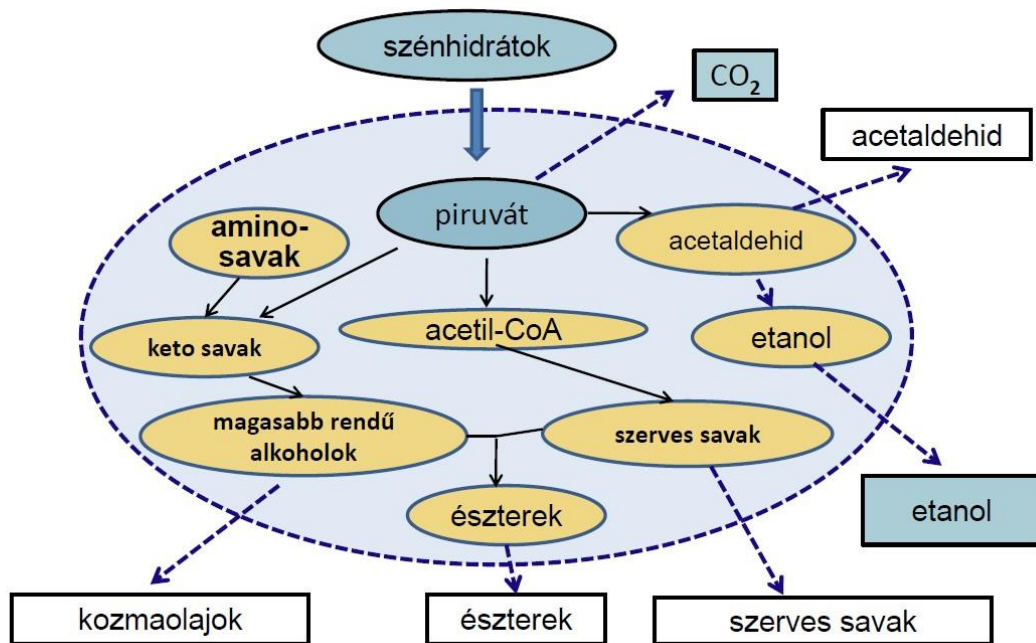 szénhidrátok
CO₂
acetaldehid
piruvát
amino-
savak
acetaldehid
keto savak
acetil-CoA
etanol
magasabb rendű
alkoholok
szerves savak
észterek
etanol
kozmaolajok
észterek
szerves savak